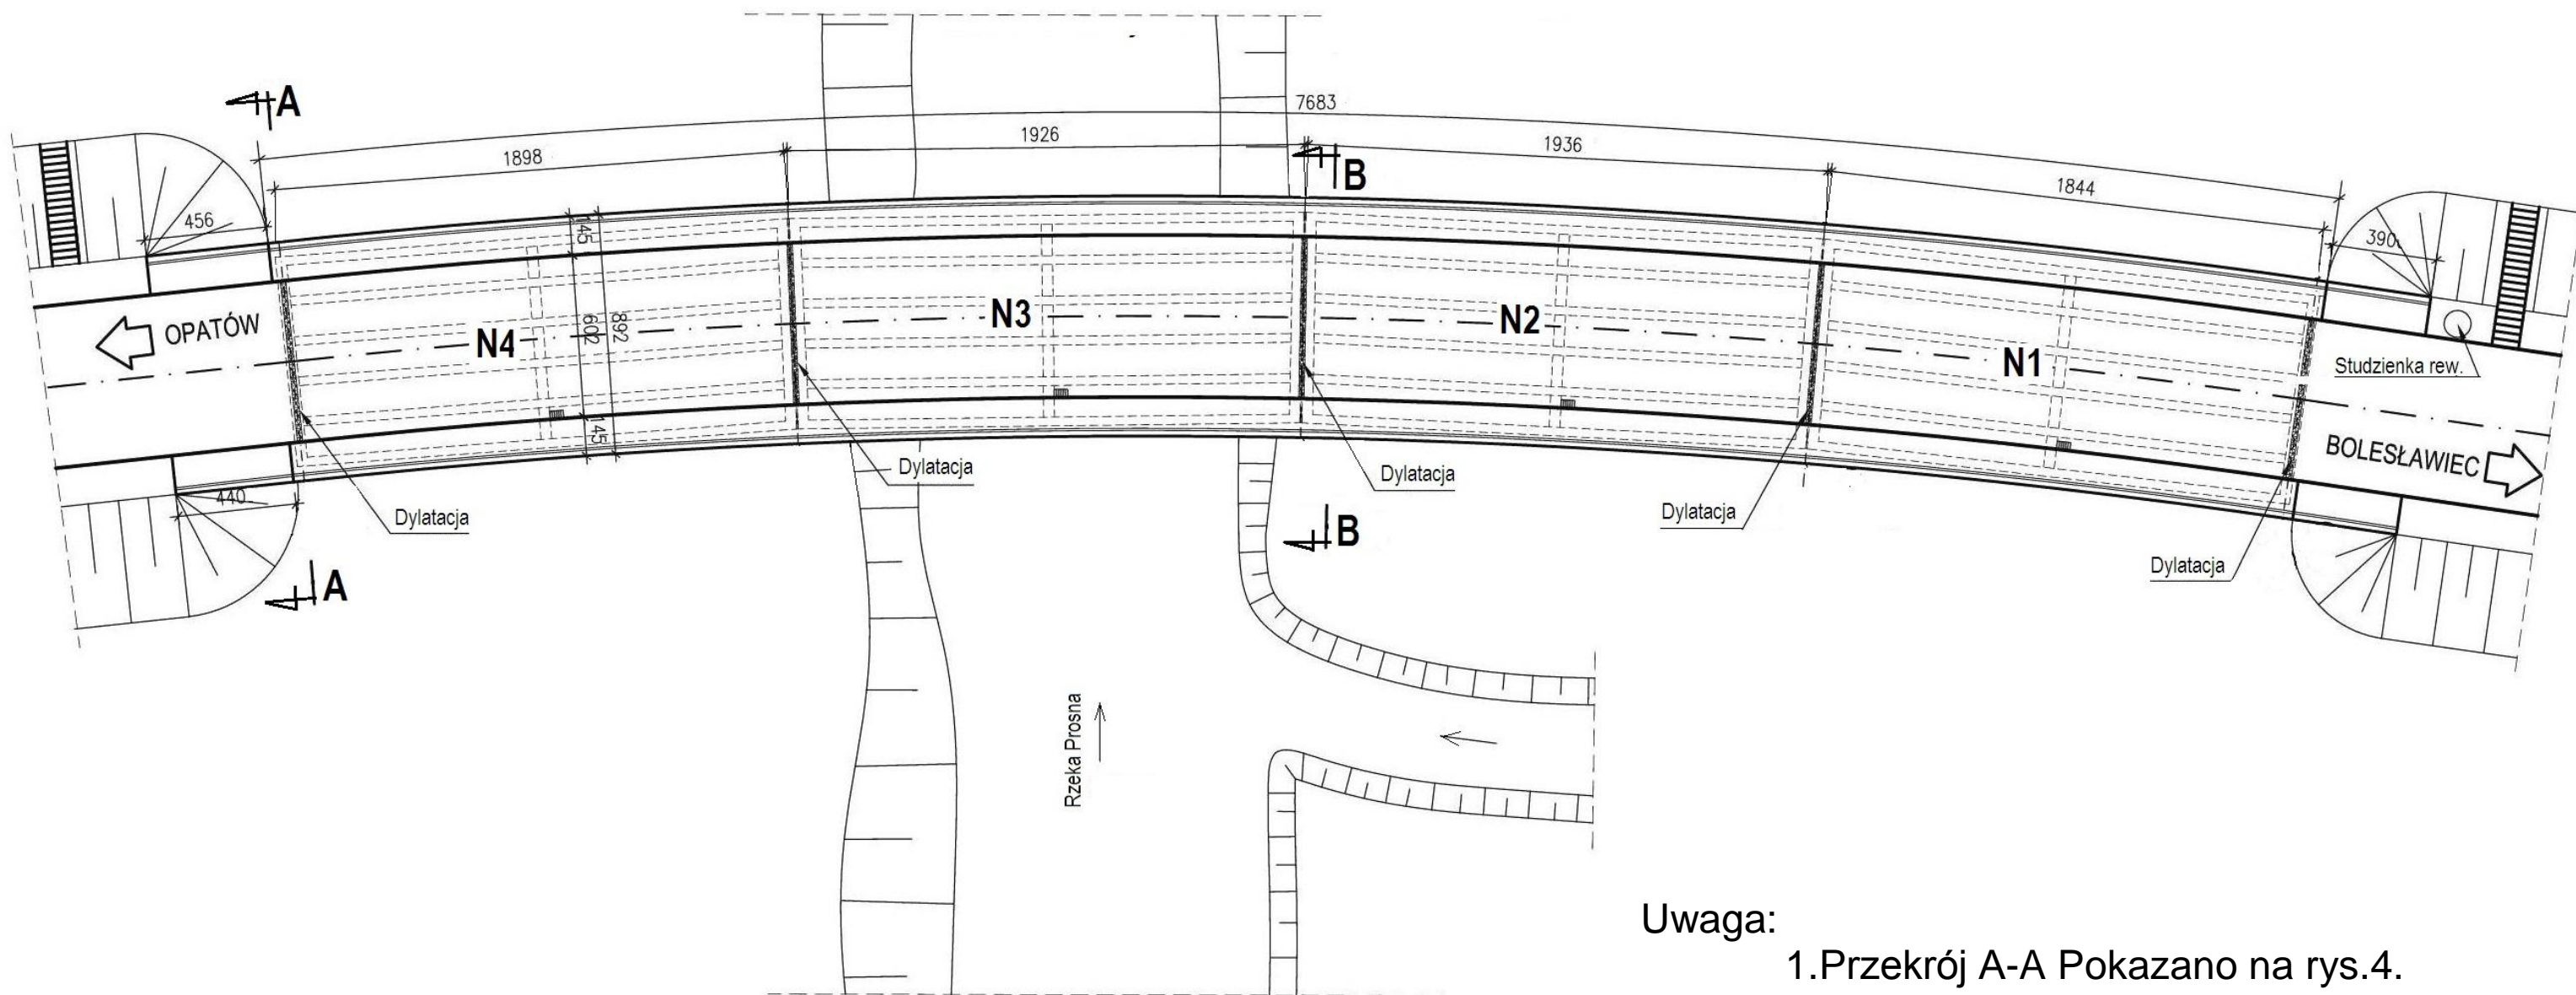 7683
A
1926
1936
1898
B
1844
456
145
390
N3
N2
OPATÓW
N4
602
892
N1
Studzienka rew.
145
BOLESŁAWIEC
Dylatacja
Dylatacja
440
Dylatacja
Dylatacja
B
Dylatacja
A
Rzeka Prosna
Uwaga:
1.Przekrój A-A Pokazano na rys.4.